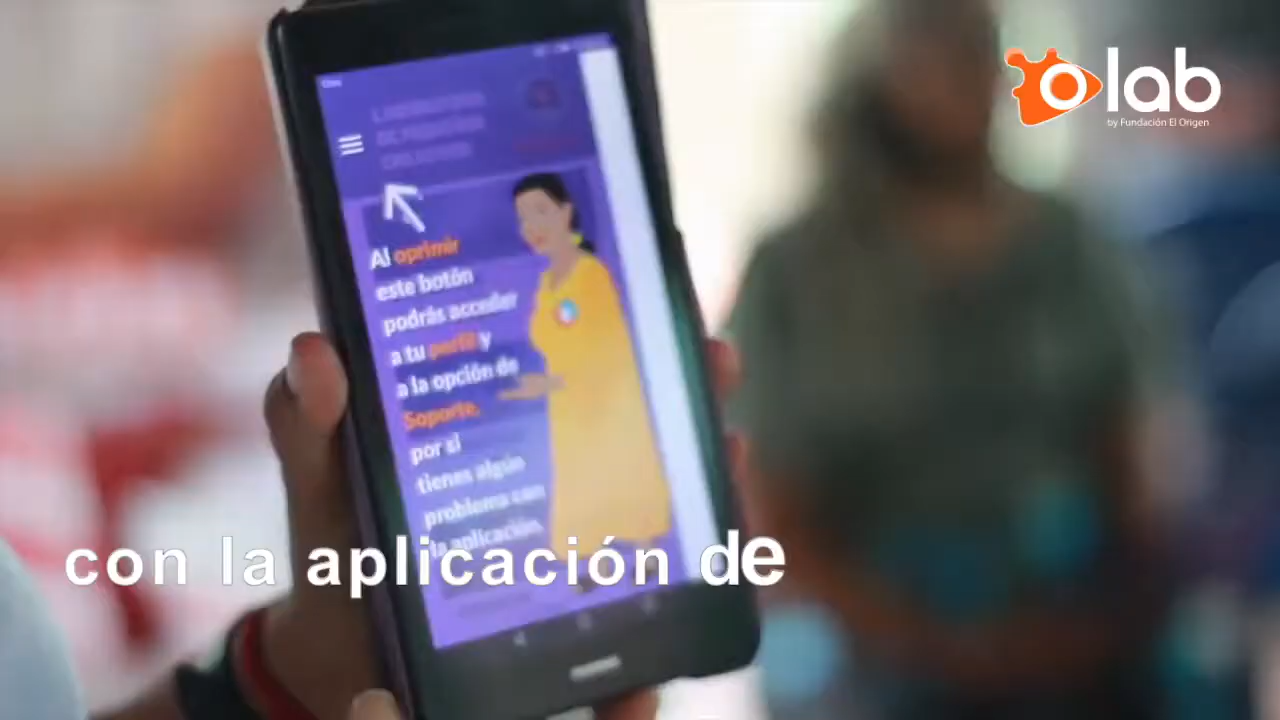 o lab
by Fundación El Origen
Al oprimir
este botón
podrás acceder
a tu perfil y
a la opción de
Soporte,
por si
tienes algún
problema con
la aplicación.
con la aplicación de